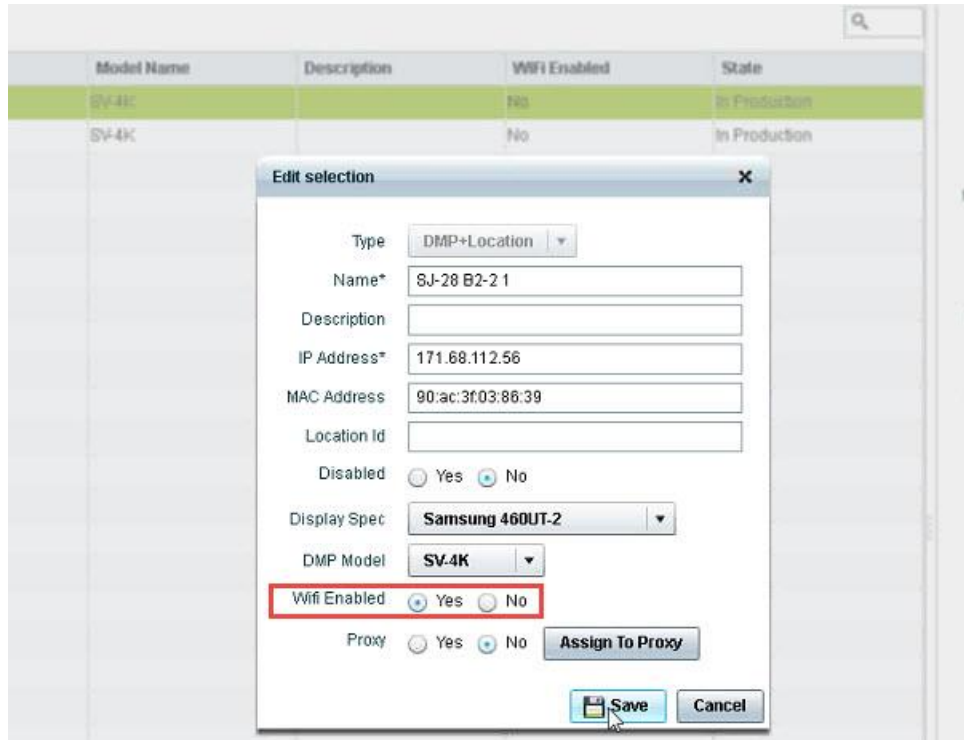 Model Name Description WiFi Enabled State
SV-4K No In Production
SV-4K No In Production
Edit selection
Type DMP+Location
Name* SJ-28 B2-2 1
Description
IP Address* 171.68.112.56
MAC Address 90:ac:3f:03:86:39
Location Id
Disabled Yes No
Display Spec Samsung 460UT-2
DMP Model SV-4K
Wifi Enabled Yes No
Proxy Yes No Assign To Proxy
Save Cancel